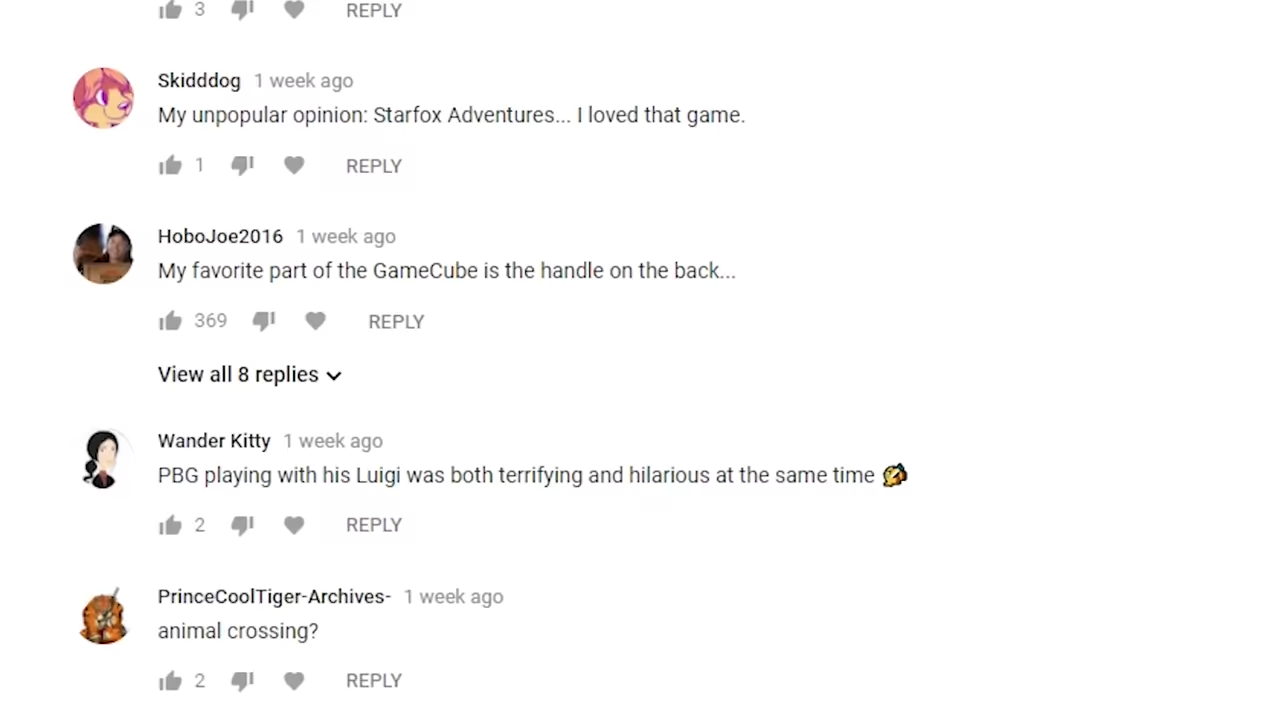 3 REPLY
Skidddog 1 week ago
My unpopular opinion: Starfox Adventures... I loved that game.
1 REPLY
HoboJoe2016 1 week ago
My favorite part of the GameCube is the handle on the back...
369 REPLY
View all 8 replies
Wander Kitty 1 week ago
PBG playing with his Luigi was both terrifying and hilarious at the same time
2 REPLY
PrinceCoolTiger-Archives- 1 week ago
animal crossing?
2 REPLY